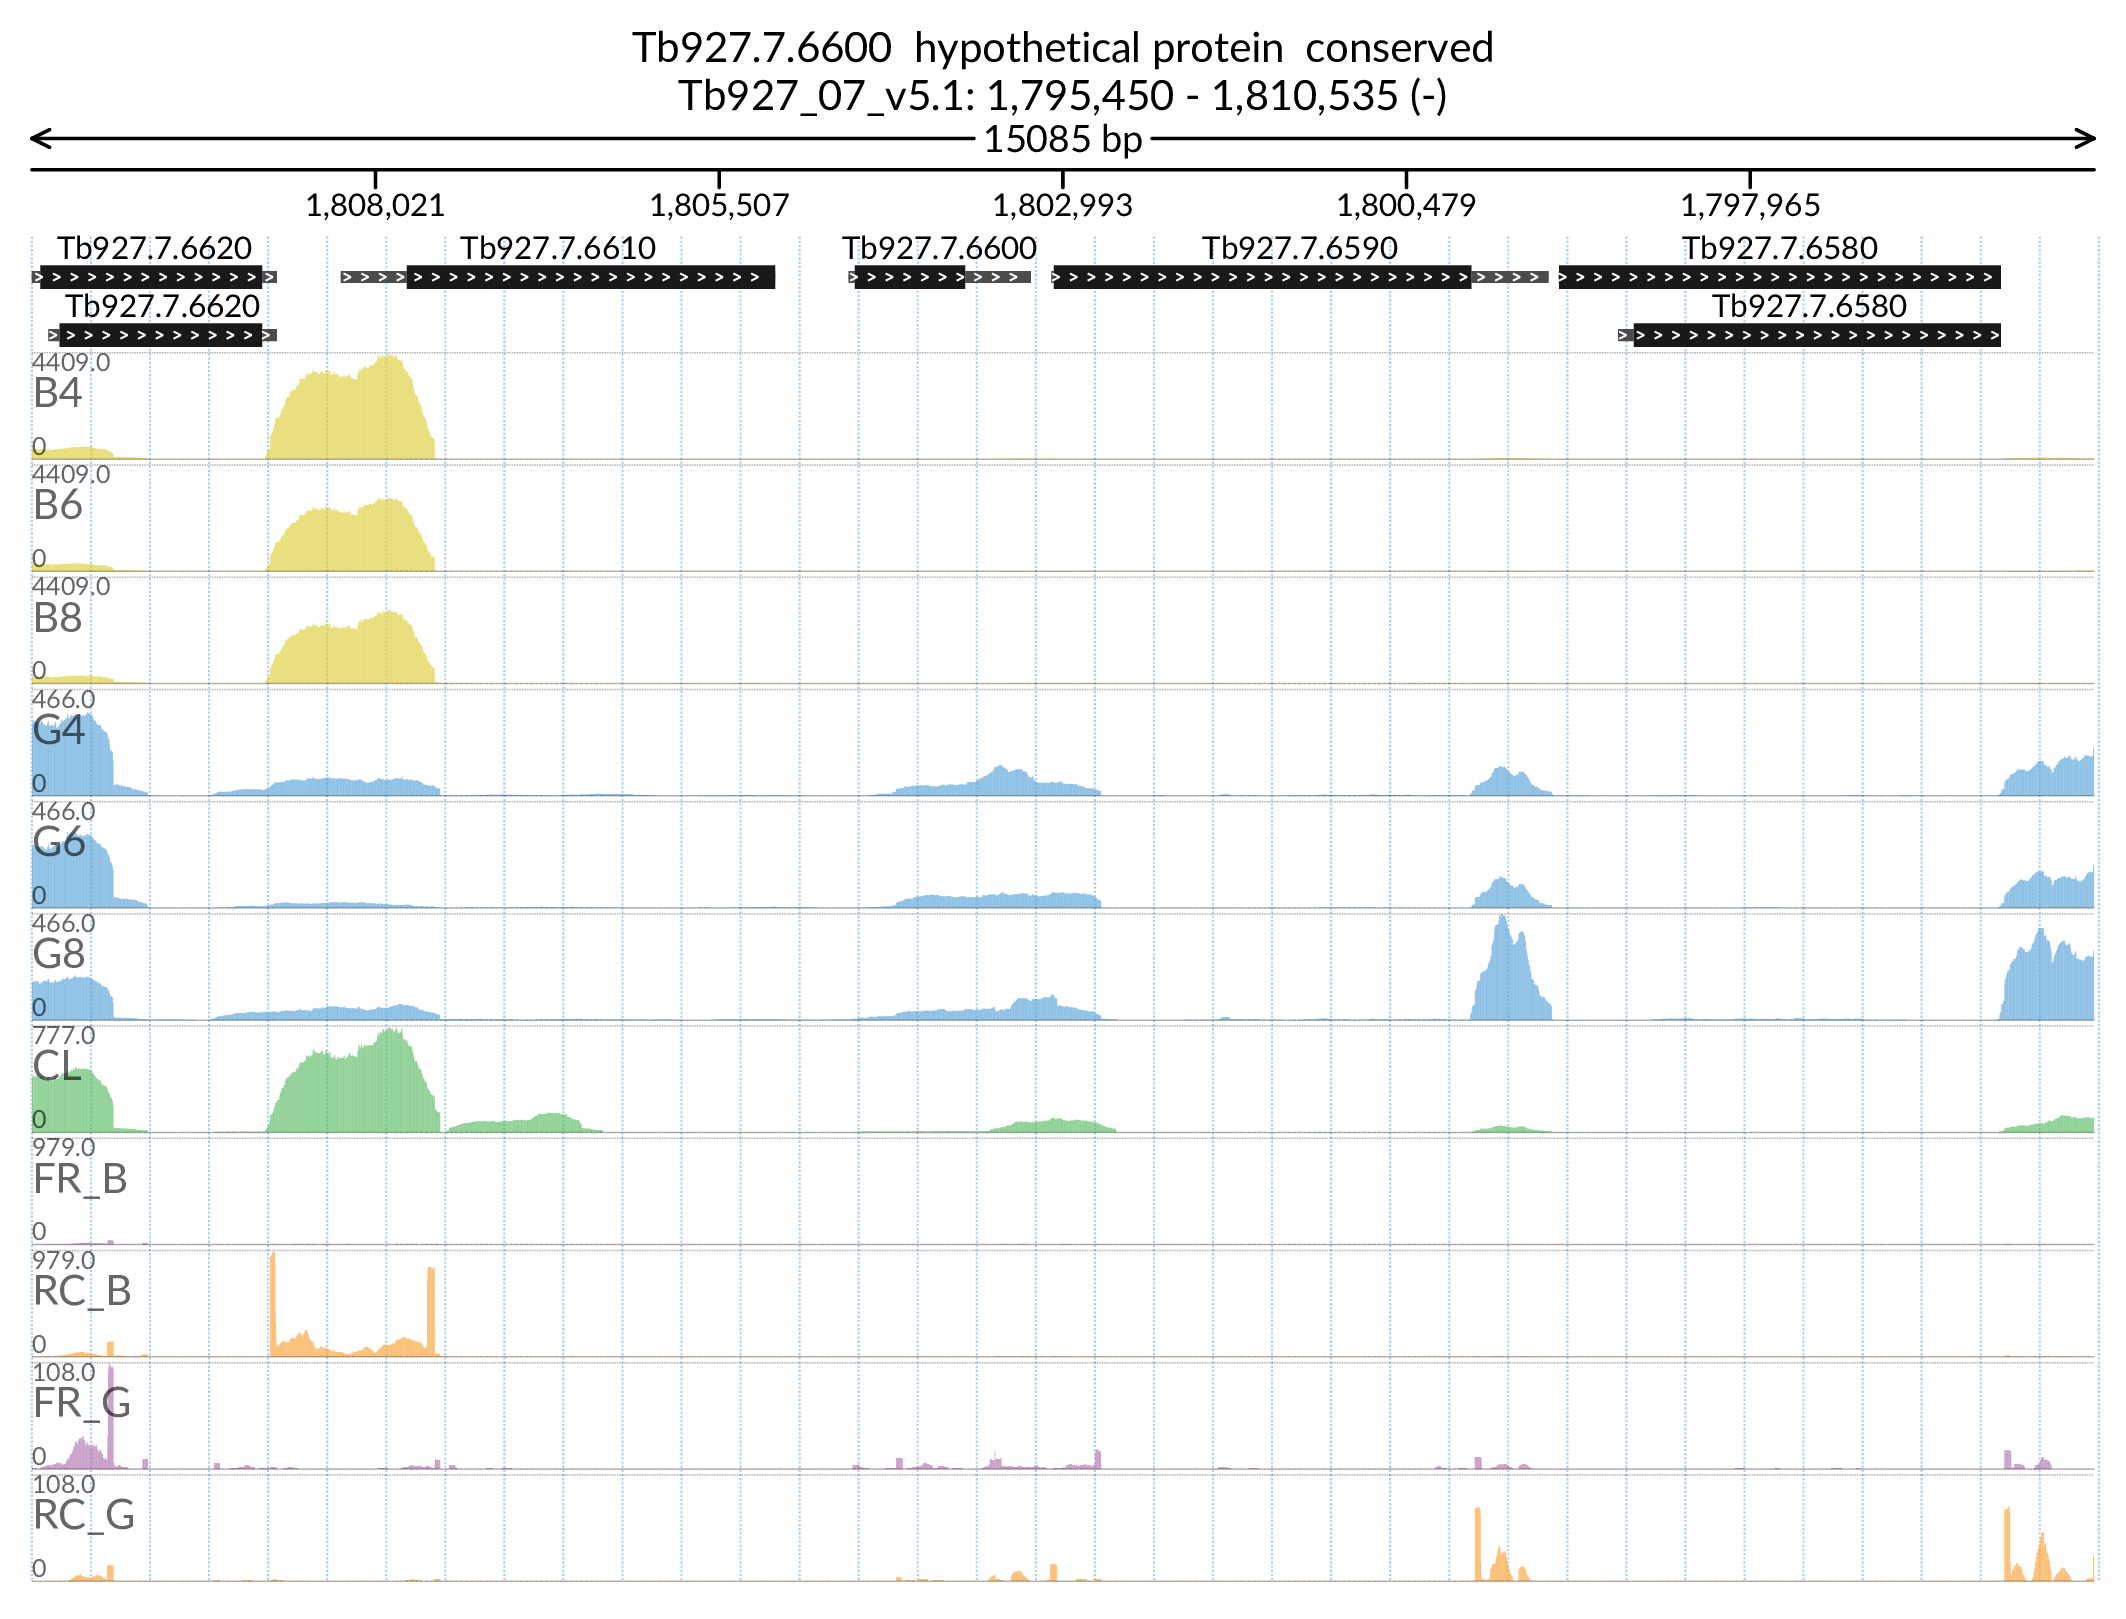 Tb927.7.6600 hypothetical protein conserved
Tb927_07_v5.1: 1,795,450 - 1,810,535 (-)
15085 bp
1,808,021 1,805,507 1,802,993 1,800,479 1,797,965
Tb927.7.6620 Tb927.7.6610 Tb927.7.6600 Tb927.7.6590 Tb927.7.6580
Tb927.7.6620 Tb927.7.6580
4409.0
B4
0
4409.0
B6
0
4409.0
B8
0
466.0
G4
0
466.0
G6
0
466.0
G8
0
777.0
CL
0
979.0
FR_B
0
979.0
RC_B
0
108.0
FR_G
0
108.0
RC_G
0